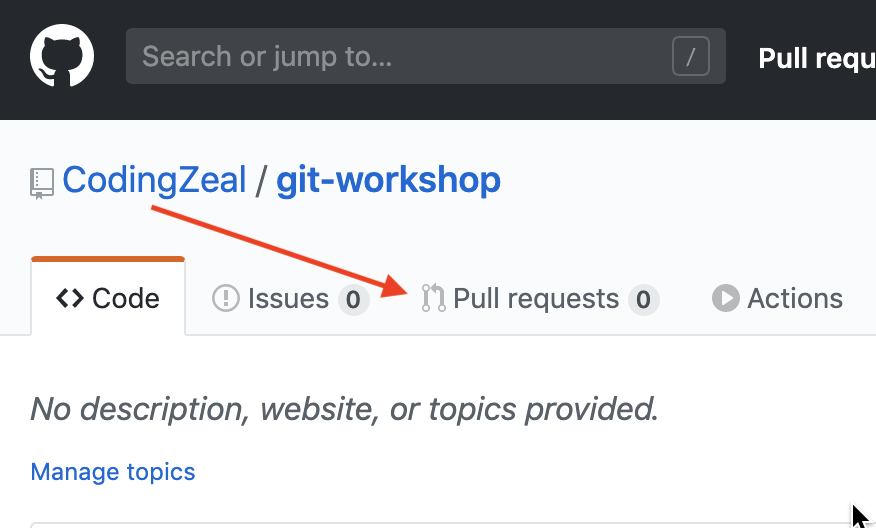 Search or jump to... / Pull requ
CodingZeal / git-workshop
<> Code Issues 0 Pull requests 0 Actions
No description, website, or topics provided.
Manage topics